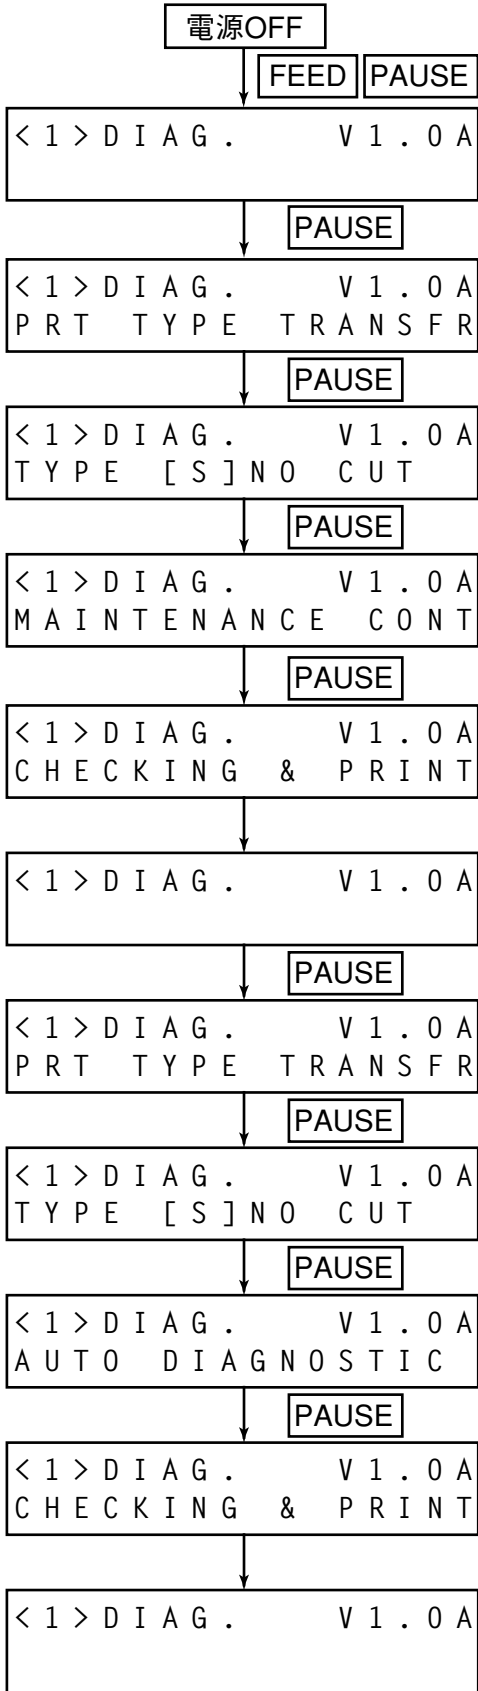 電源OFF
FEED PAUSE
<1>DIAG. V1.0A
PAUSE
<1>DIAG. V1.0A
PRT TYPE TRANSFR
PAUSE
<1>DIAG. V1.0A
TYPE [S]NO CUT
PAUSE
<1>DIAG. V1.0A
MAINTENANCE CONT
PAUSE
<1>DIAG. V1.0A
CHECKING & PRINT
<1>DIAG. V1.0A
PAUSE
<1>DIAG. V1.0A
PRT TYPE TRANSFR
PAUSE
<1>DIAG. V1.0A
TYPE [S]NO CUT
PAUSE
<1>DIAG. V1.0A
AUTO DIAGNOSTIC
PAUSE
<1>DIAG. V1.0A
CHECKING & PRINT
<1>DIAG. V1.0A